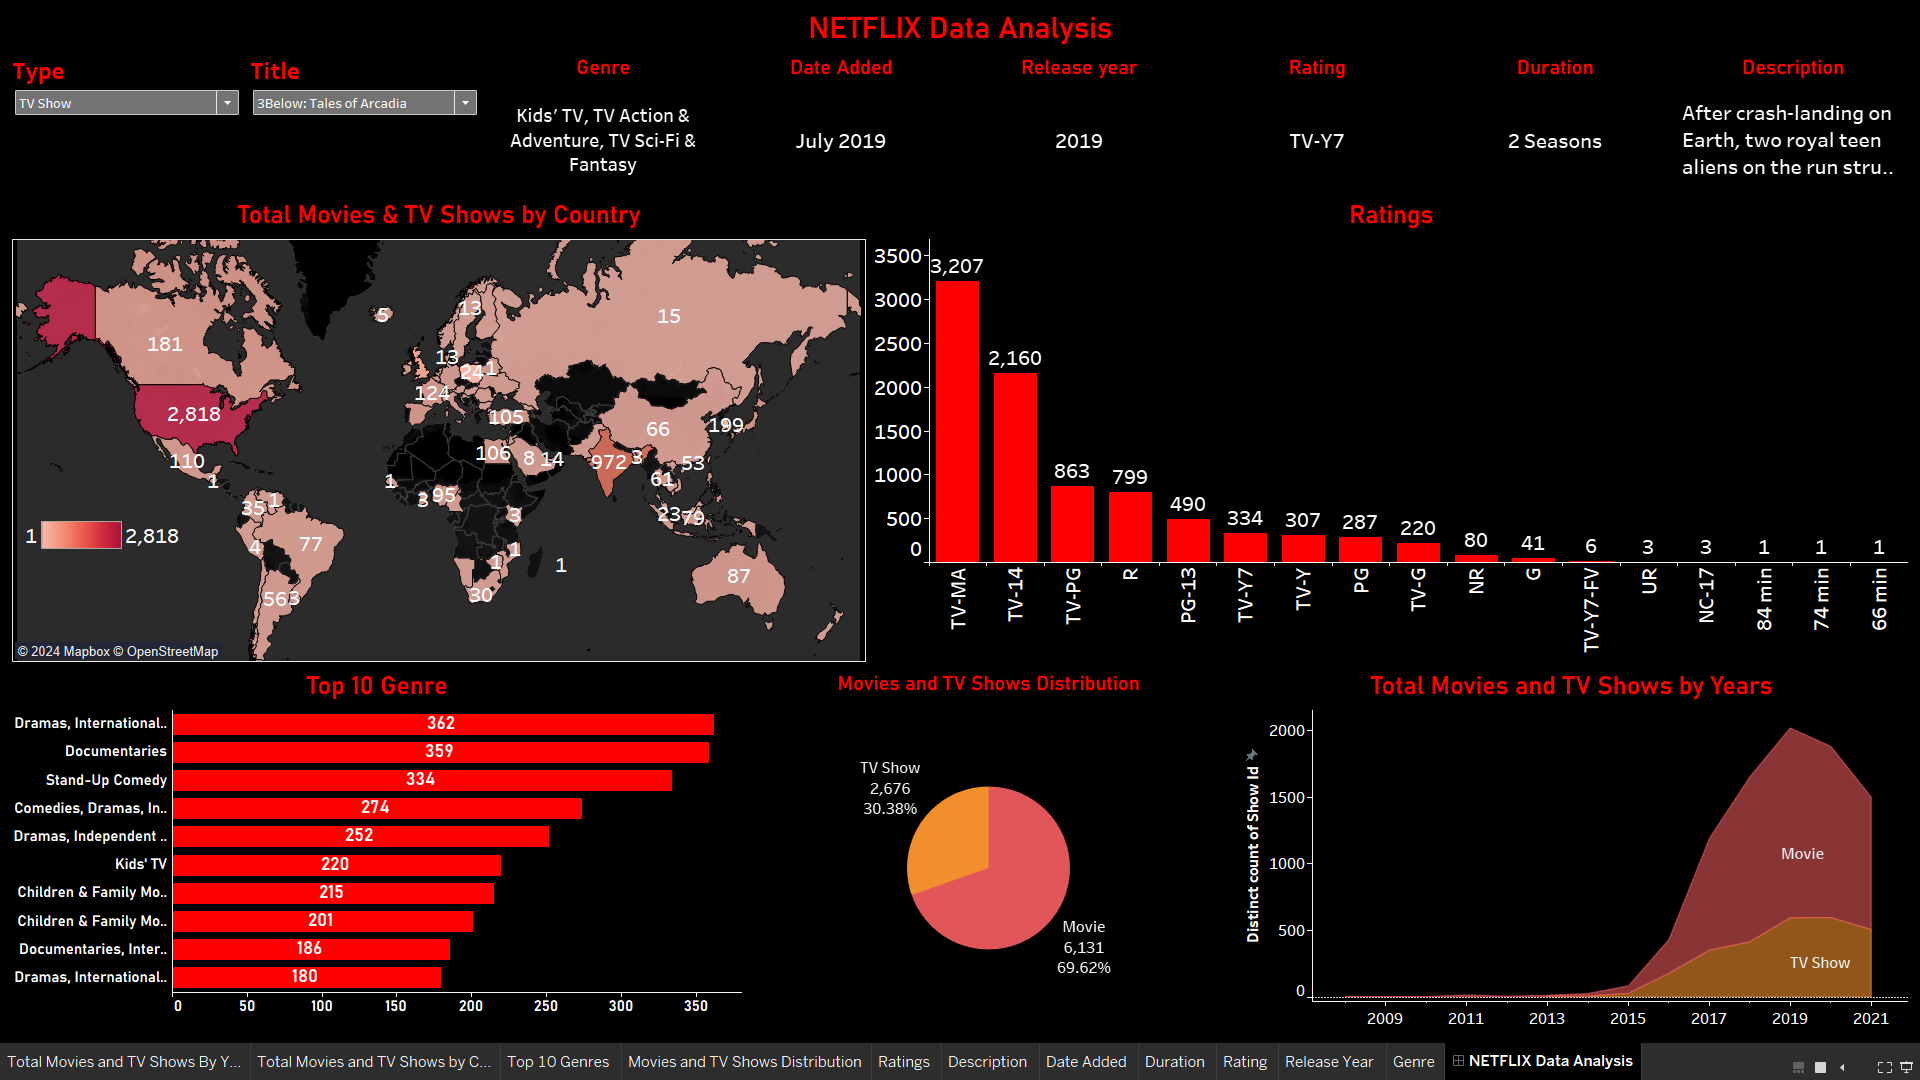 NETFLIX Data Analysis
Type
Title
Genre
Date Added
Release year
Rating
Duration
Description
TV Show
3Below: Tales of Arcadia
Kids’ TV, TV Action &
Adventure, TV Sci-Fi &
Fantasy
July 2019
2019
TV-Y7
2 Seasons
After crash-landing on
Earth, two royal teen
aliens on the run stru..
Total Movies & TV Shows by Country
5
13
15
181
13
24
1
124
2,818
105
66
199
110
106
8
14
972
3
53
1
1
61
35
1
3
95
23
79
3
4
77
1
1
1
87
56
3
30
1
2,818
© 2024 Mapbox © OpenStreetMap
Ratings
3500
3000
2500
2000
1500
1000
500
0
3,207
2,160
863
799
490
334
307
287
220
80
41
6
3
3
1
1
1
TV-MA
TV-14
TV-PG
R
PG-13
TV-Y7
TV-Y
PG
TV-G
NR
G
TV-Y7-FV
UR
NC-17
84 min
74 min
66 min
Top 10 Genre
Dramas, International.. 362
Documentaries 359
Stand-Up Comedy 334
Comedies, Dramas, In.. 274
Dramas, Independent .. 252
Kids' TV 220
Children & Family Mo.. 215
Children & Family Mo.. 201
Documentaries, Inter.. 186
Dramas, International.. 180
0 50 100 150 200 250 300 350
Movies and TV Shows Distribution
TV Show
2,676
30.38%
Movie
6,131
69.62%
Total Movies and TV Shows by Years
Distinct count of Show Id
2000
1500
1000
500
0
Movie
TV Show
2009 2011 2013 2015 2017 2019 2021
Total Movies and TV Shows By Y...
Total Movies and TV Shows by C...
Top 10 Genres
Movies and TV Shows Distribution
Ratings
Description
Date Added
Duration
Rating
Release Year
Genre
NETFLIX Data Analysis